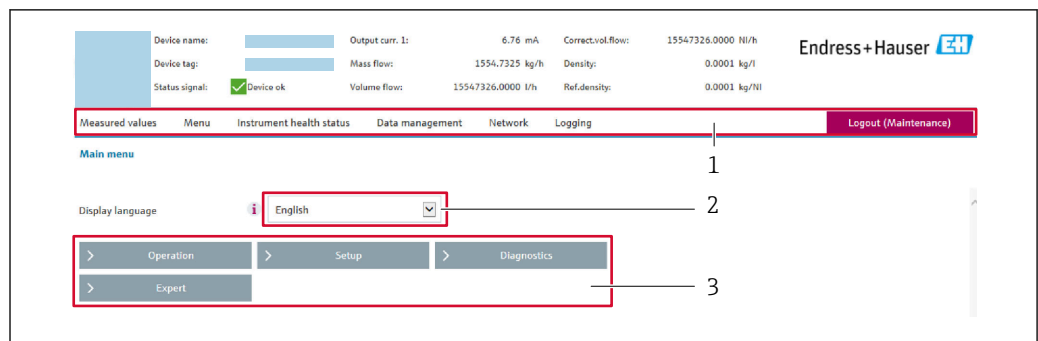 Device name: Output curr. 1: 6.76 mA Correct.vol.flow: 15547326.0000 Nl/h
Endress+Hauser EH
Device tag: Mass flow: 1554.7325 kg/h Density: 0.0001 kg/l
Status signal: Device ok Volume flow: 15547326.0000 l/h Ref.density: 0.0001 kg/Nl
Measured values Menu Instrument health status Data management Network Logging Logout (Maintenance)
1
Main menu
Display language i English 2
> Operation > Setup > Diagnostics
> Expert 3